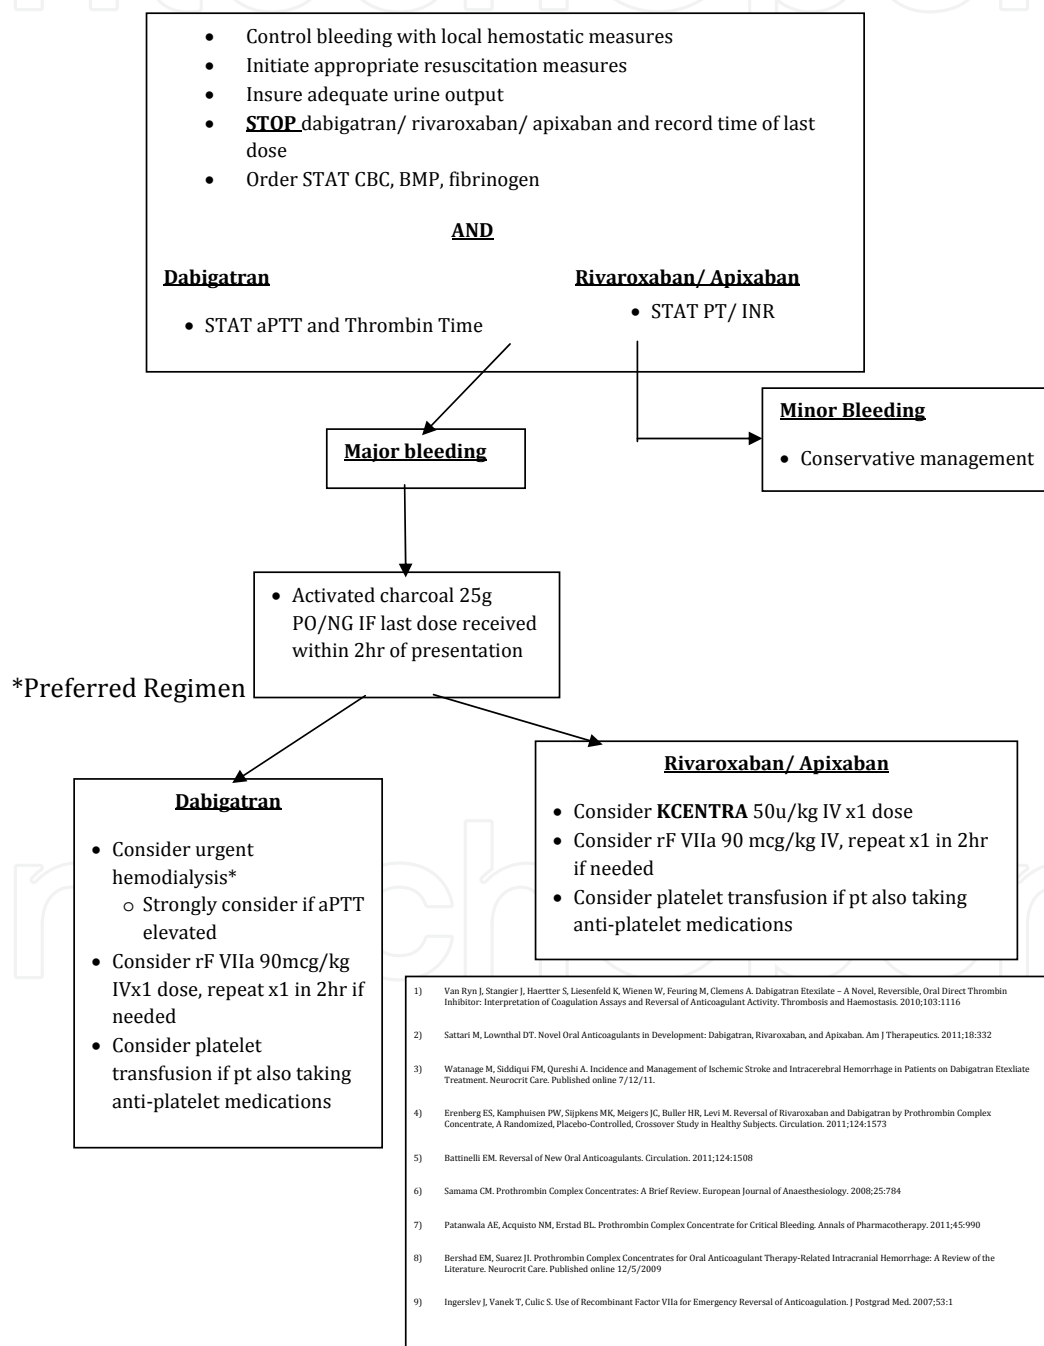 • Control bleeding with local hemostatic measures
• Initiate appropriate resuscitation measures
• Insure adequate urine output
• STOP dabigatran/ rivaroxaban/ apixaban and record time of last
dose
• Order STAT CBC, BMP, fibrinogen
AND
Dabigatran
• STAT aPTT and Thrombin Time
Rivaroxaban/ Apixaban
• STAT PT/ INR
Minor Bleeding
• Conservative management
Major bleeding
• Activated charcoal 25g
PO/NG IF last dose received
within 2hr of presentation
*Preferred Regimen
Dabigatran
• Consider urgent
hemodialysis*
o Strongly consider if aPTT
elevated
• Consider rF VIIa 90mcg/kg
IVx1 dose, repeat x1 in 2hr if
needed
• Consider platelet
transfusion if pt also taking
anti-platelet medications
Rivaroxaban/ Apixaban
• Consider KCENTRA 50u/kg IV x1 dose
• Consider rF VIIa 90 mcg/kg IV, repeat x1 in 2hr
if needed
• Consider platelet transfusion if pt also taking
anti-platelet medications
1) Van Ryn J, Stangier J, Haertter S, Liesenfeld K, Wienen W, Feuring M, Clemens A. Dabigatran Etexilate – A Novel, Reversible, Oral Direct Thrombin
Inhibitor: Interpretation of Coagulation Assays and Reversal of Anticoagulant Activity. Thrombosis and Haemostasis. 2010;103:1116
2) Sattari M, Lownthal DT. Novel Oral Anticoagulants in Development: Dabigatran, Rivaroxaban, and Apixaban. Am J Therapeutics. 2011;18:332
3) Watanage M, Siddiqui FM, Qureshi A. Incidence and Management of Ischemic Stroke and Intracerebral Hemorrhage in Patients on Dabigatran Etexliate
Treatment. Neurocrit Care. Published online 7/12/11.
4) Erenberg ES, Kamphuisen PW, Sijpkens MK, Meigers JC, Buller HR, Levi M. Reversal of Rivaroxaban and Dabigatran by Prothrombin Complex
Concentrate, A Randomized, Placebo-Controlled, Crossover Study in Healthy Subjects. Circulation. 2011;124:1573
5) Battinelli EM. Reversal of New Oral Anticoagulants. Circulation. 2011;124:1508
6) Samama CM. Prothrombin Complex Concentrates: A Brief Review. European Journal of Anaesthesiology. 2008;25:784
7) Patanwala AE, Acquisto NM, Erstad BL. Prothrombin Complex Concentrate for Critical Bleeding. Annals of Pharmacotherapy. 2011;45:990
8) Bershad EM, Suarez JI. Prothrombin Complex Concentrates for Oral Anticoagulant Therapy-Related Intracranial Hemorrhage: A Review of the
Literature. Neurocrit Care. Published online 12/5/2009
9) Ingerslev J, Vanek T, Culic S. Use of Recombinant Factor VIIa for Emergency Reversal of Anticoagulation. J Postgrad Med. 2007;53:1